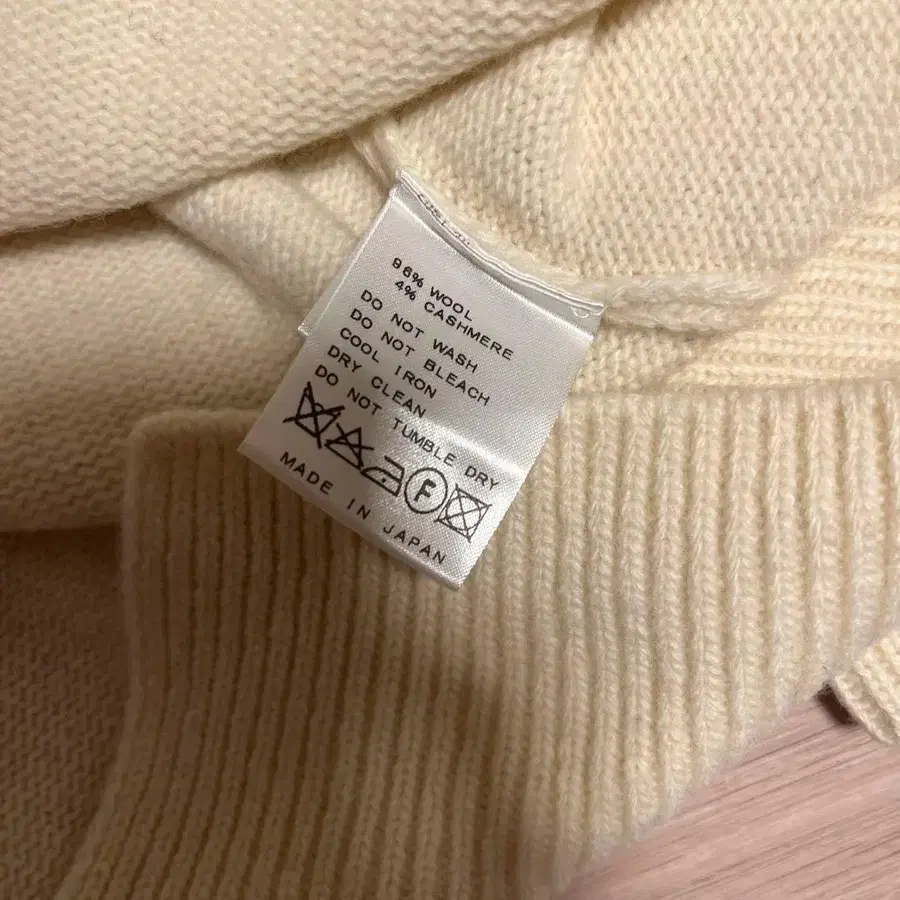 96% WOOL
4% CASHMERE
DO NOT WASH
DO NOT BLEACH
COOL IRON
DRY CLEAN
DO NOT TUMBLE DRY
F
MADE IN JAPAN